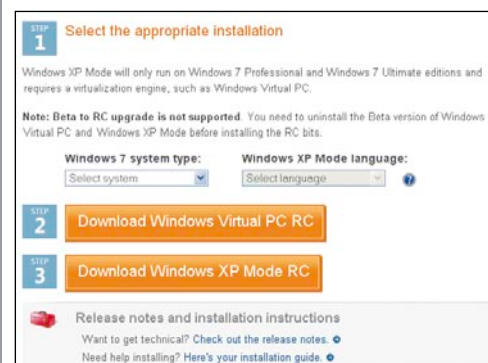 STEP 1
Select the appropriate installation
Windows XP Mode will only run on Windows 7 Professional and Windows 7 Ultimate editions and
requires a virtualization engine, such as Windows Virtual PC.
Note: Beta to RC upgrade is not supported. You need to uninstall the Beta version of Windows
Virtual PC and Windows XP Mode before installing the RC bits.
Windows 7 system type: Windows XP Mode language:
Select system Select language ?
STEP 2
Download Windows Virtual PC RC
STEP 3
Download Windows XP Mode RC
Release notes and installation instructions
Want to get technical? Check out the release notes.
Need help installing? Here's your installation guide.